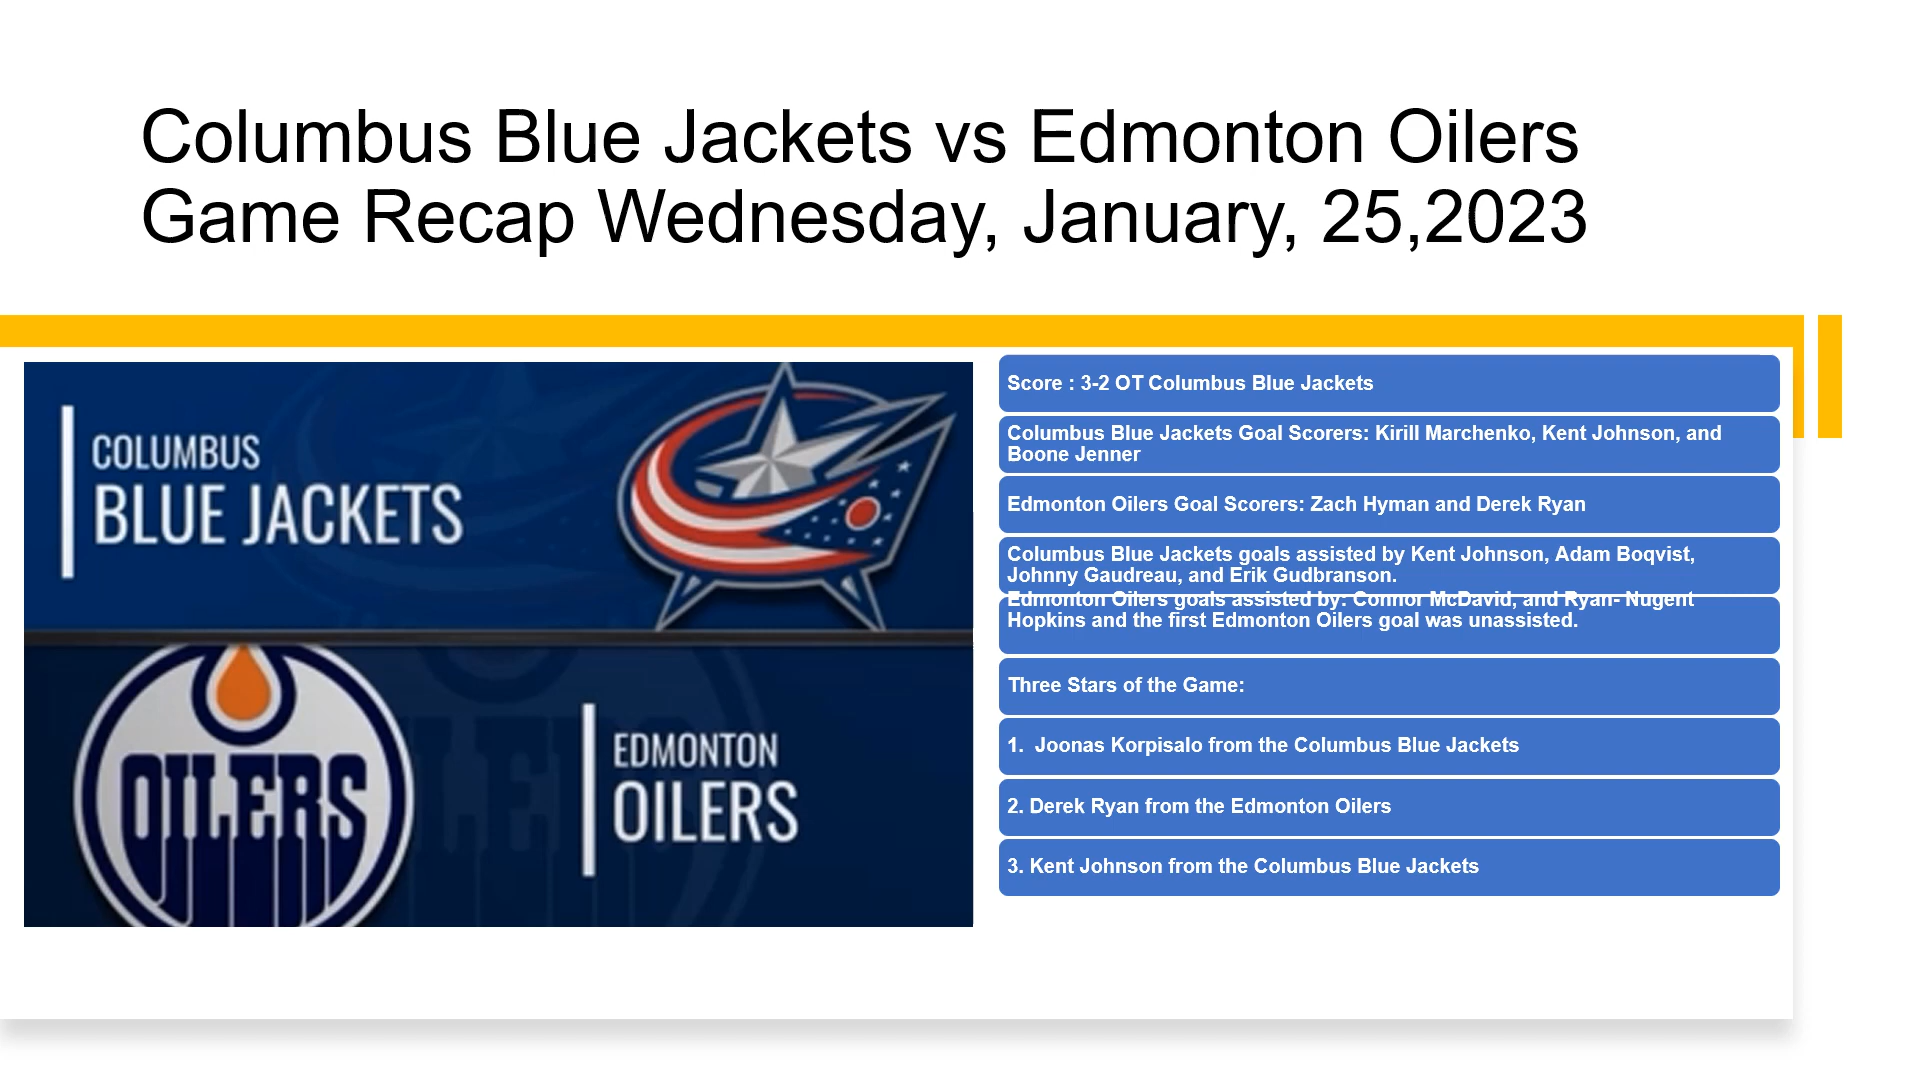 Columbus Blue Jackets vs Edmonton Oilers
Game Recap Wednesday, January, 25,2023
COLUMBUS
BLUE JACKETS
OILERS
EDMONTON
OILERS
Score : 3-2 OT Columbus Blue Jackets
Columbus Blue Jackets Goal Scorers: Kirill Marchenko, Kent Johnson, and
Boone Jenner
Edmonton Oilers Goal Scorers: Zach Hyman and Derek Ryan
Columbus Blue Jackets goals assisted by Kent Johnson, Adam Boqvist,
Johnny Gaudreau, and Erik Gudbranson.
Edmonton Oilers goals assisted by: Connor McDavid, and Ryan- Nugent
Hopkins and the first Edmonton Oilers goal was unassisted.
Three Stars of the Game:
1.  Joonas Korpisalo from the Columbus Blue Jackets
2. Derek Ryan from the Edmonton Oilers
3. Kent Johnson from the Columbus Blue Jackets